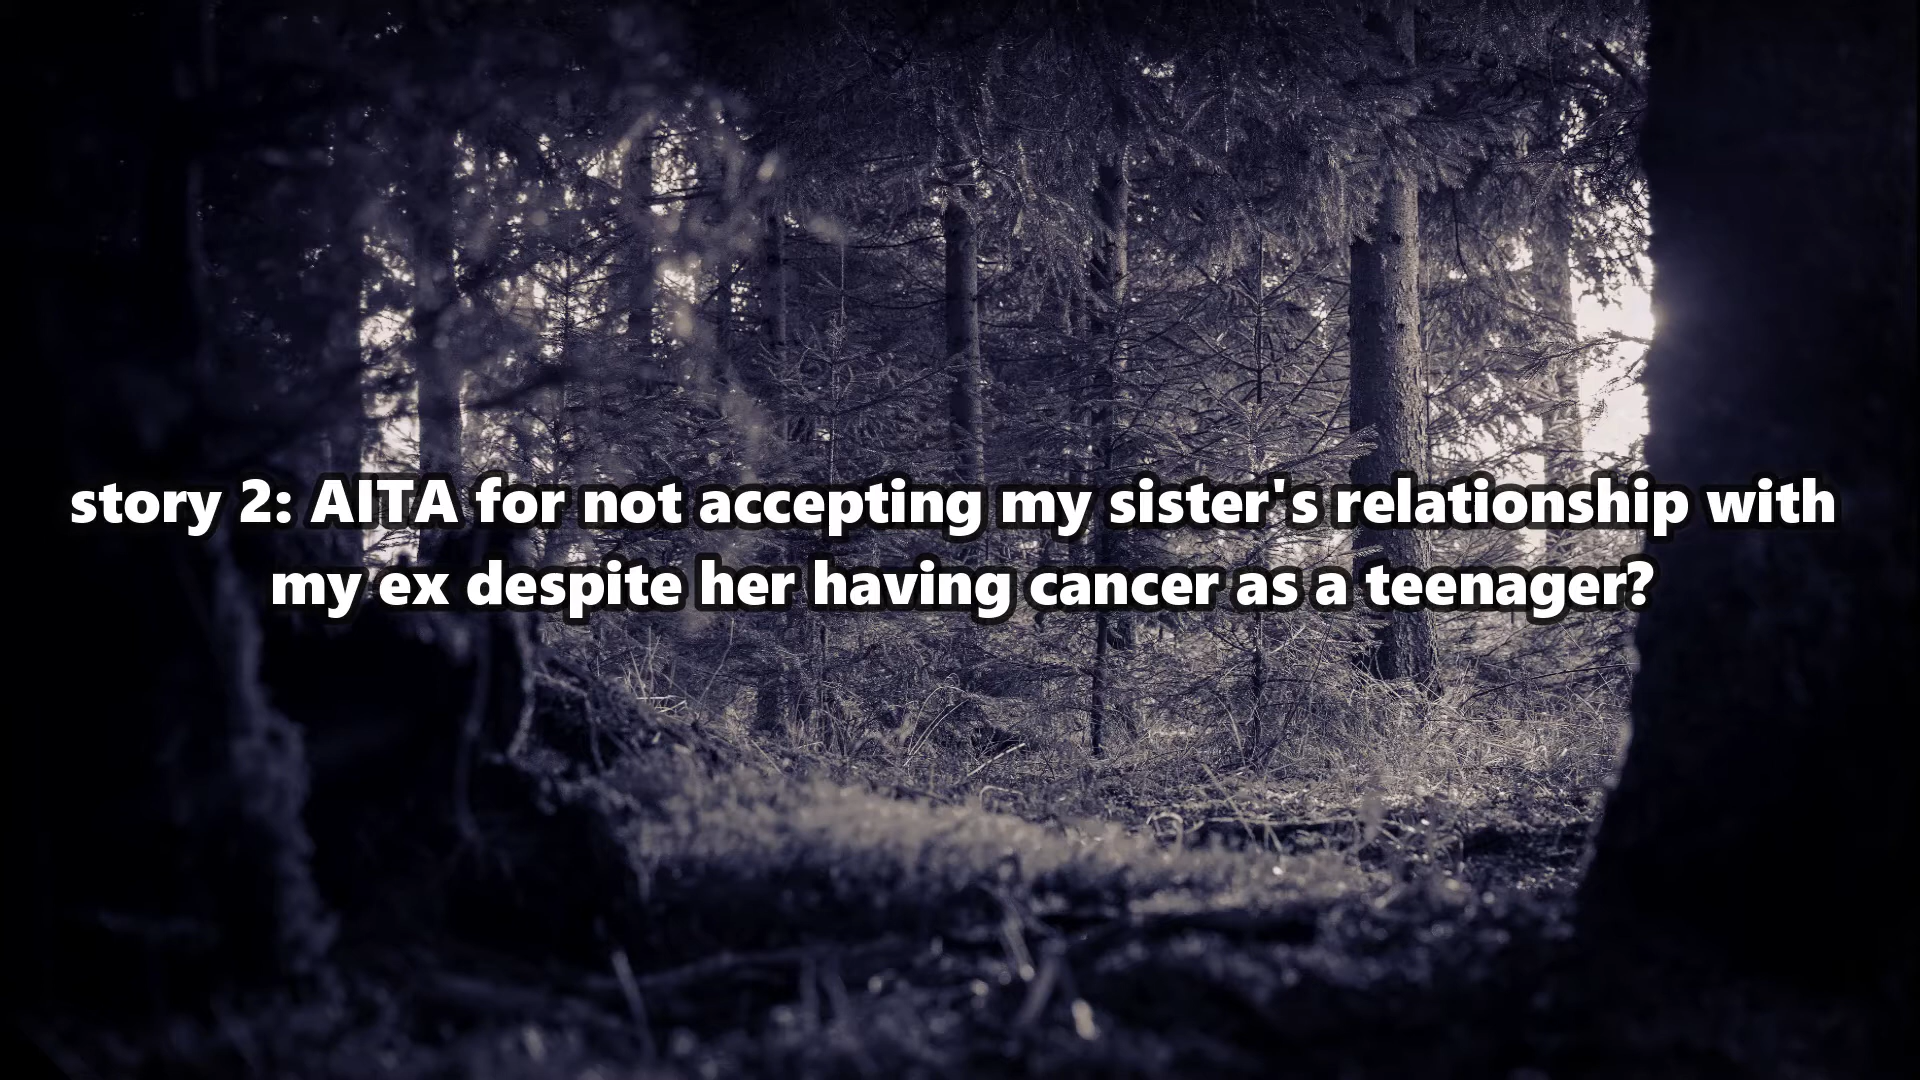 story 2: AITA for not accepting my sister's relationship with
my ex despite her having cancer as a teenager?